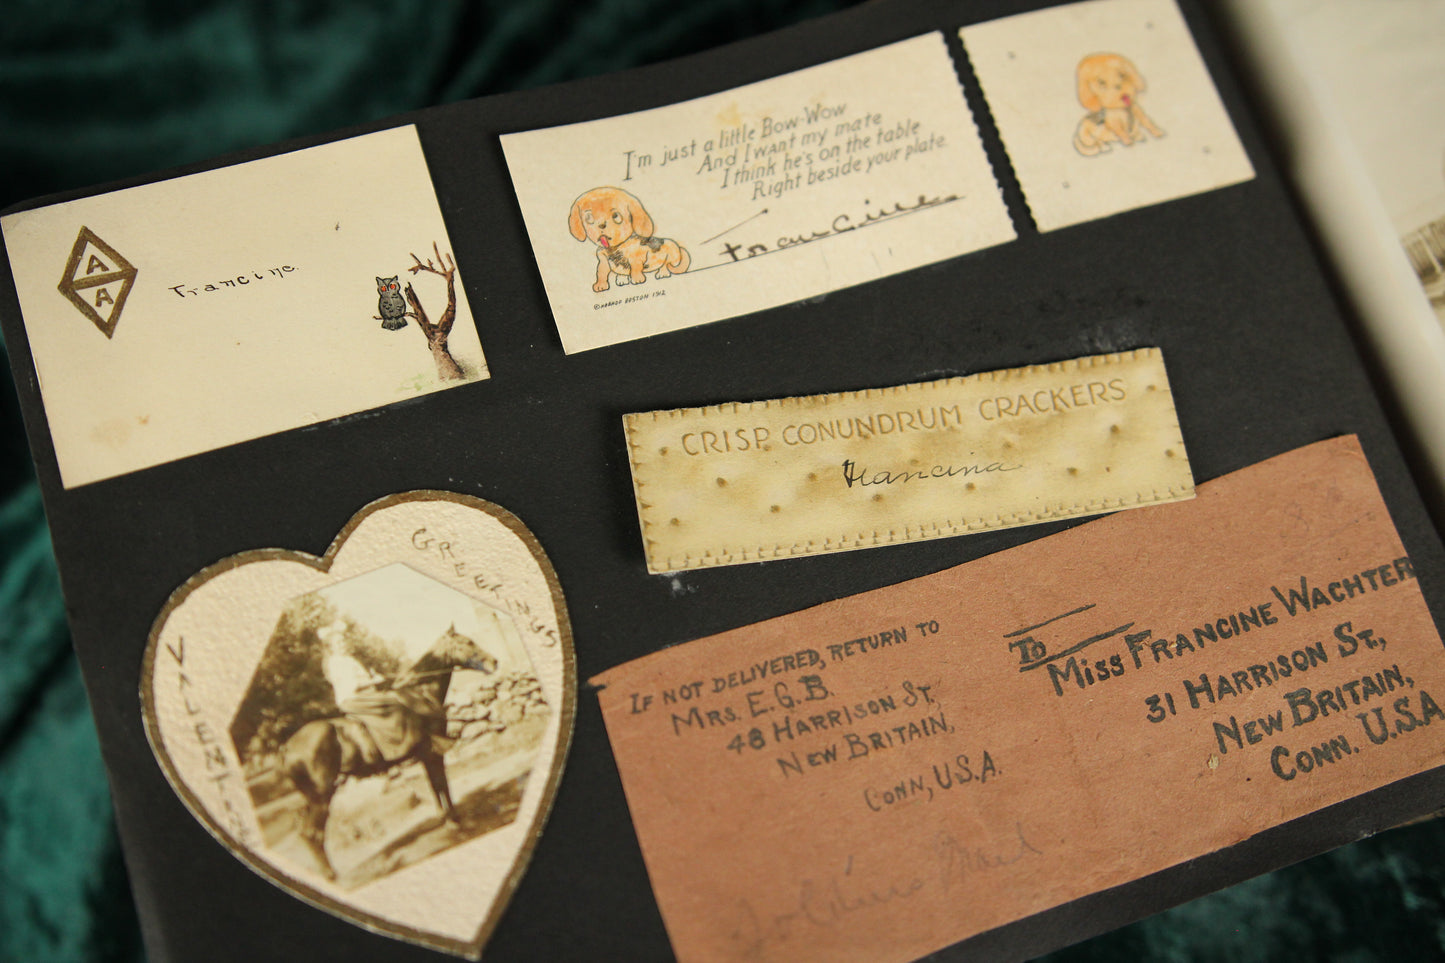 A
A
Francine.
I'm just a little Bow-Wow
And I want my mate
I think he's on the table
Right beside your plate.
Francine
BOSTON 1912
CRISP CONUNDRUM CRACKERS
Francina
GREETINGS
VALENTINE
IF NOT DELIVERED, RETURN TO
MRS. E.G.B.
48 HARRISON ST,
NEW BRITAIN,
CONN, U.S.A.
TO
MISS FRANCINE WACHTER
31 HARRISON ST.,
NEW BRITAIN,
CONN. U.S.A